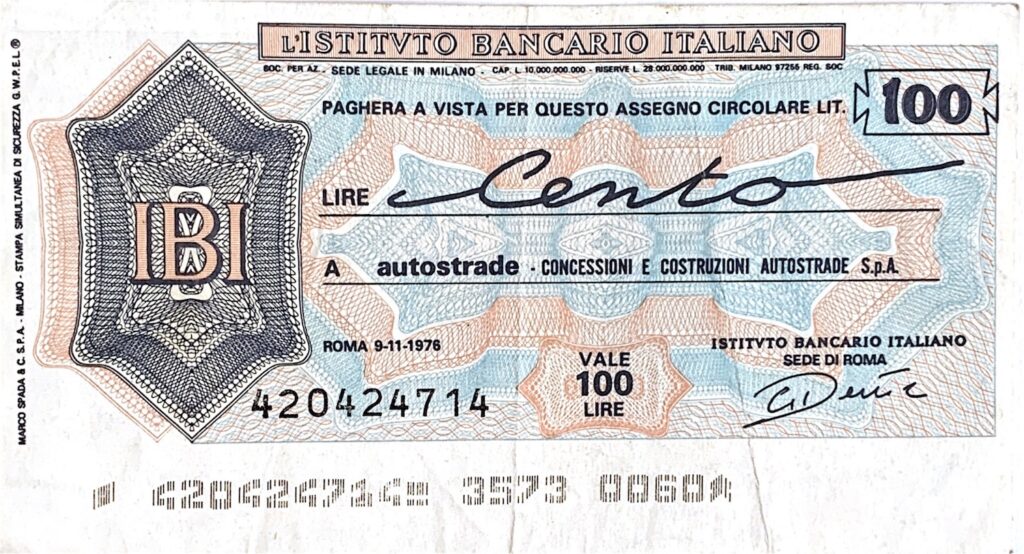 L'ISTITVTO BANCARIO ITALIANO
SOC. PER AZ. - SEDE LEGALE IN MILANO - CAP. L. 10.000.000.000 - RISERVE L. 28.000.000.000 TRIB. MILANO 97256 REG. SOC
PAGHERA A VISTA PER QUESTO ASSEGNO CIRCOLARE LIT. 100
LIRE Cento
A autostrade - CONCESSIONI E COSTRUZIONI AUTOSTRADE S.p.A.
IBI
ROMA 9-11-1976
VALE
100
LIRE
ISTITVTO BANCARIO ITALIANO
SEDE DI ROMA
420424714
MARCO SPADA & C. S.P.A. - MILANO - STAMPA SIMULTANEA DI SICUREZZA G.W.P.E.L.®
420424714 3573 00604